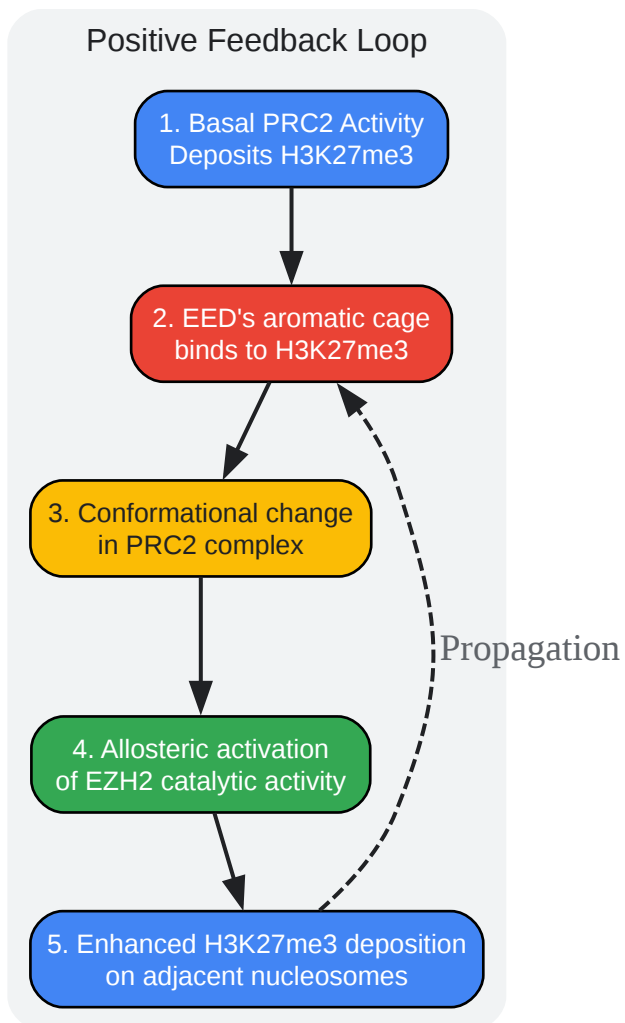 Positive Feedback Loop
1. Basal PRC2 Activity
Deposits H3K27me3
2. EED's aromatic cage
binds to H3K27me3
3. Conformational change
in PRC2 complex
Propagation
4. Allosteric activation
of EZH2 catalytic activity
5. Enhanced H3K27me3 deposition
on adjacent nucleosomes